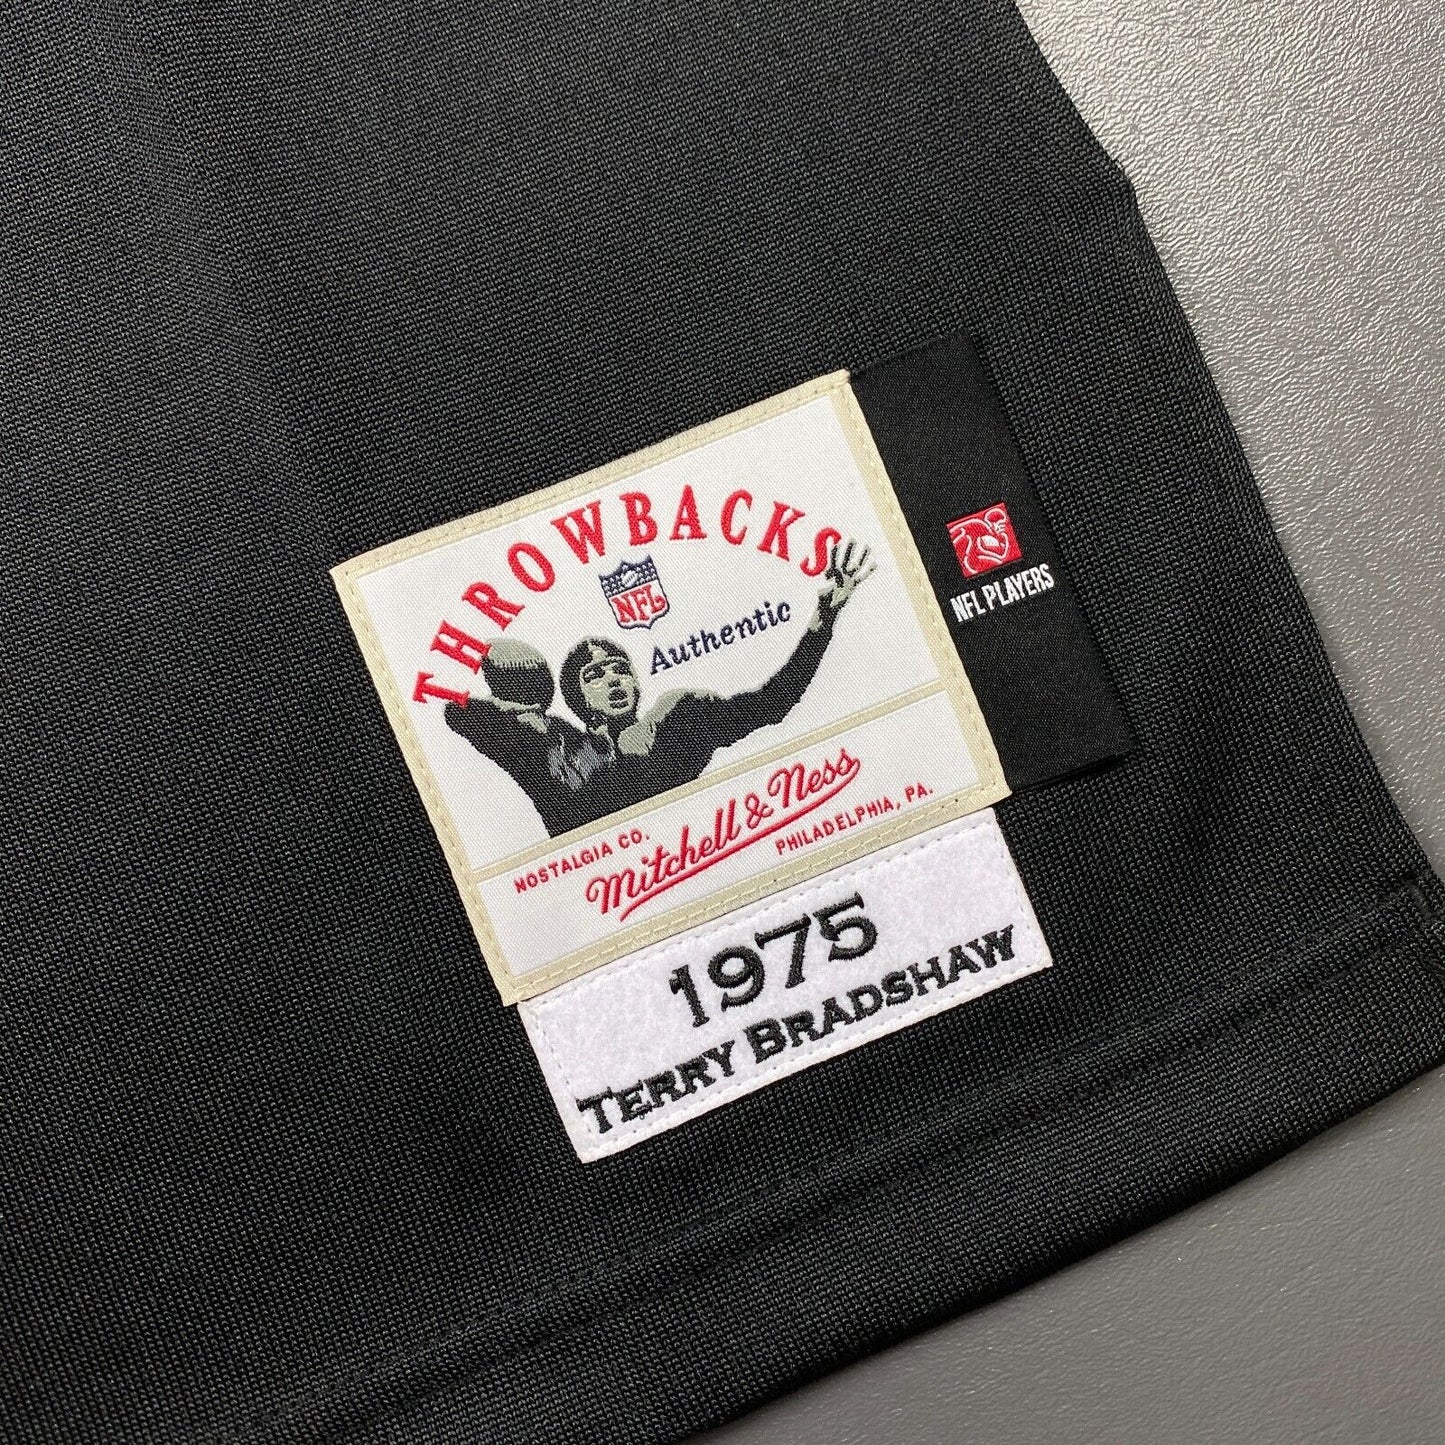 THROWBACKS
NFL
Authentic
NFL PLAYERS
NOSTALGIA CO.
Mitchell & Ness
PHILADELPHIA, PA.
1975
TERRY BRADSHAW